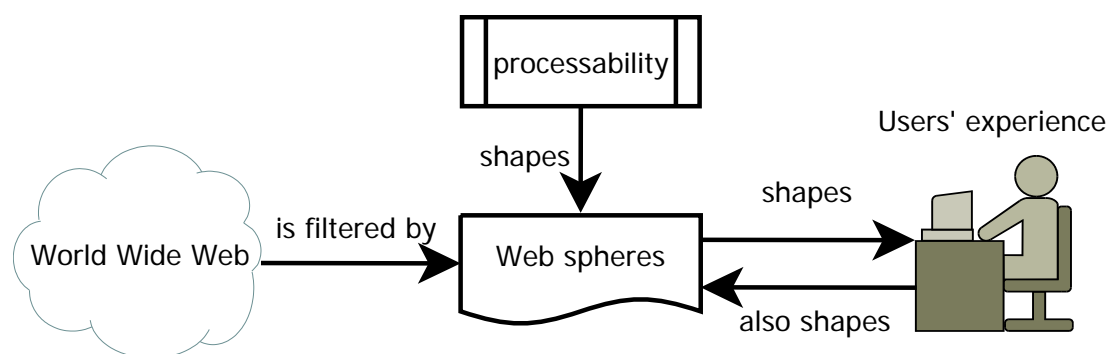 processability
Users' experience
shapes
shapes
is filtered by
World Wide Web
Web spheres
also shapes